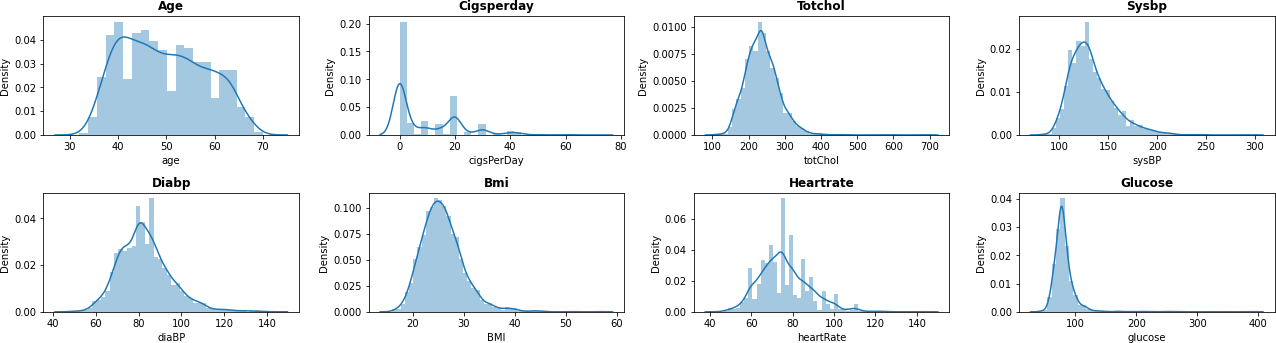 Age
Density
0.04
0.03
0.02
0.01
0.00
30 40 50 60 70
age
Cigsperday
Density
0.20
0.15
0.10
0.05
0.00
0 20 40 60 80
cigsPerDay
Totchol
Density
0.0100
0.0075
0.0050
0.0025
0.0000
100 200 300 400 500 600 700
totChol
Sysbp
Density
0.02
0.01
0.00
100 150 200 250 300
sysBP
Diabp
Density
0.04
0.02
0.00
40 60 80 100 120 140
diaBP
Bmi
Density
0.100
0.075
0.050
0.025
0.000
20 30 40 50 60
BMI
Heartrate
Density
0.06
0.04
0.02
0.00
40 60 80 100 120 140
heartRate
Glucose
Density
0.04
0.03
0.02
0.01
0.00
100 200 300 400
glucose